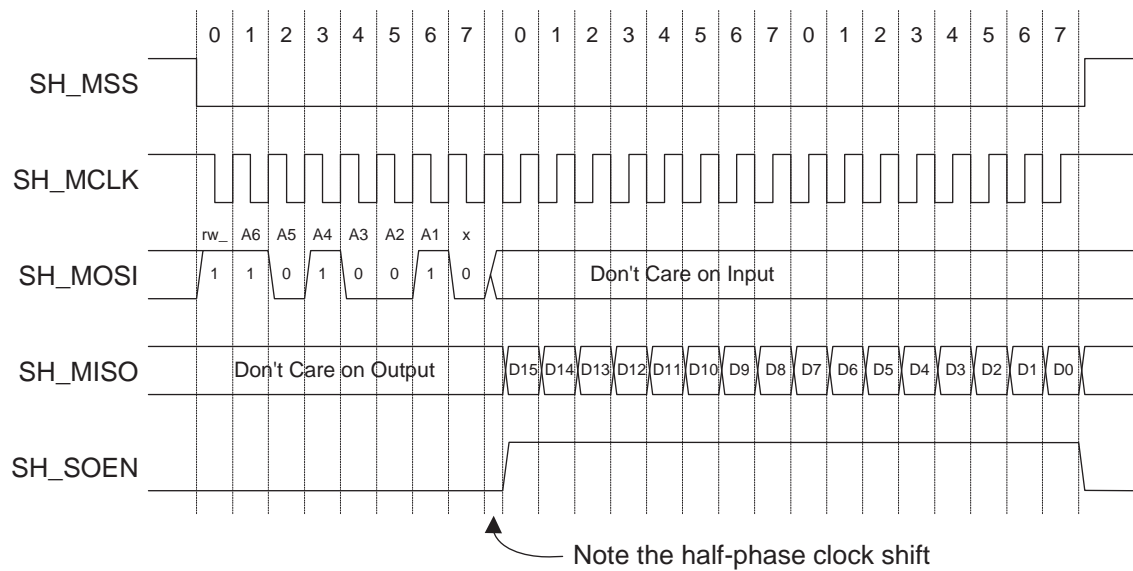 0 1 2 3 4 5 6 7 0 1 2 3 4 5 6 7 0 1 2 3 4 5 6 7
SH_MSS
SH_MCLK
rw_ A6 A5 A4 A3 A2 A1 x
SH_MOSI 1 1 0 1 0 0 1 0 Don't Care on Input
SH_MISO Don't Care on Output D15 D14 D13 D12 D11 D10 D9 D8 D7 D6 D5 D4 D3 D2 D1 D0
SH_SOEN
Note the half-phase clock shift